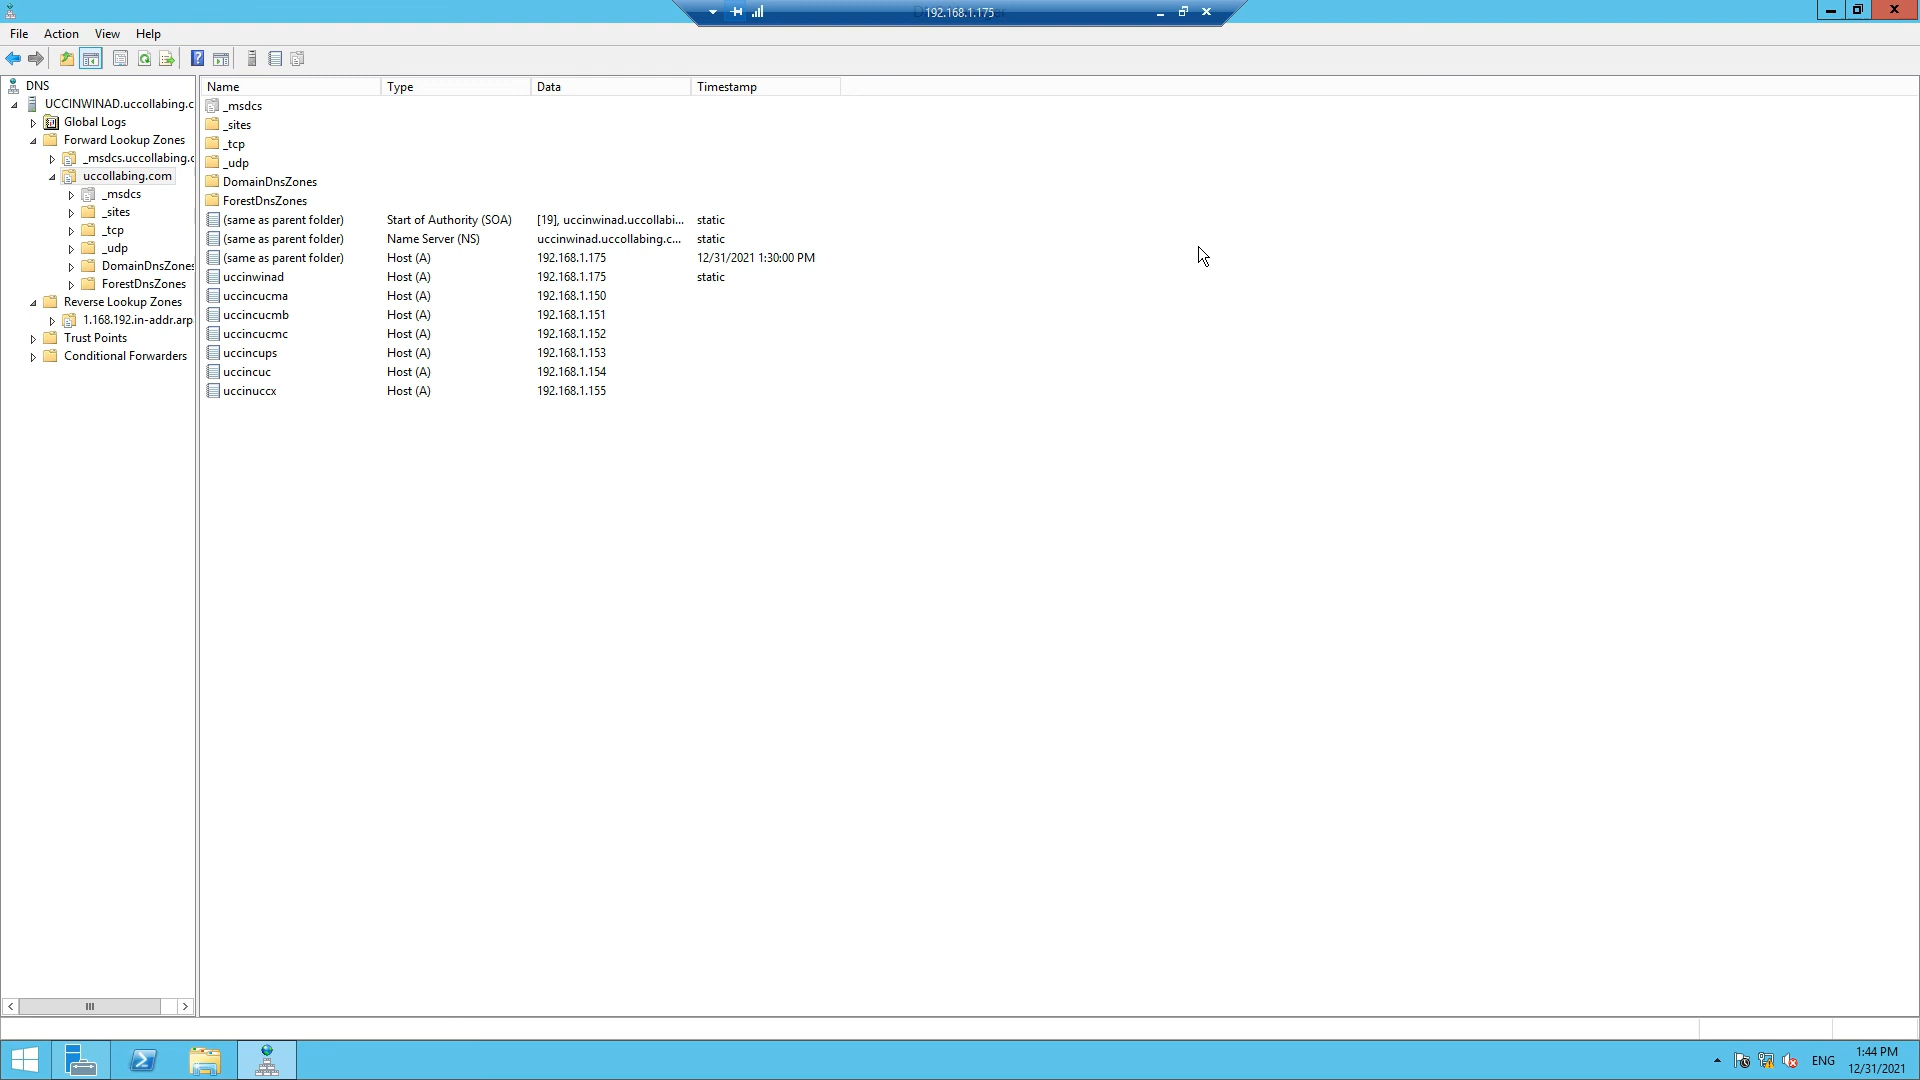 192.168.1.175
File Action View Help
DNS
UCCINWINAD.uccollabing.c
Global Logs
Forward Lookup Zones
_msdcs.uccollabing.c
uccollabing.com
_msdcs
_sites
_tcp
_udp
DomainDnsZones
ForestDnsZones
Reverse Lookup Zones
1.168.192.in-addr.arp
Trust Points
Conditional Forwarders
Name Type Data Timestamp
_msdcs
_sites
_tcp
_udp
DomainDnsZones
ForestDnsZones
(same as parent folder) Start of Authority (SOA) [19], uccinwinad.uccollabi... static
(same as parent folder) Name Server (NS) uccinwinad.uccollabing.c... static
(same as parent folder) Host (A) 192.168.1.175 12/31/2021 1:30:00 PM
uccinwinad Host (A) 192.168.1.175 static
uccincucma Host (A) 192.168.1.150
uccincucmb Host (A) 192.168.1.151
uccincucmc Host (A) 192.168.1.152
uccincups Host (A) 192.168.1.153
uccincuc Host (A) 192.168.1.154
uccinuccx Host (A) 192.168.1.155
ENG
1:44 PM
12/31/2021